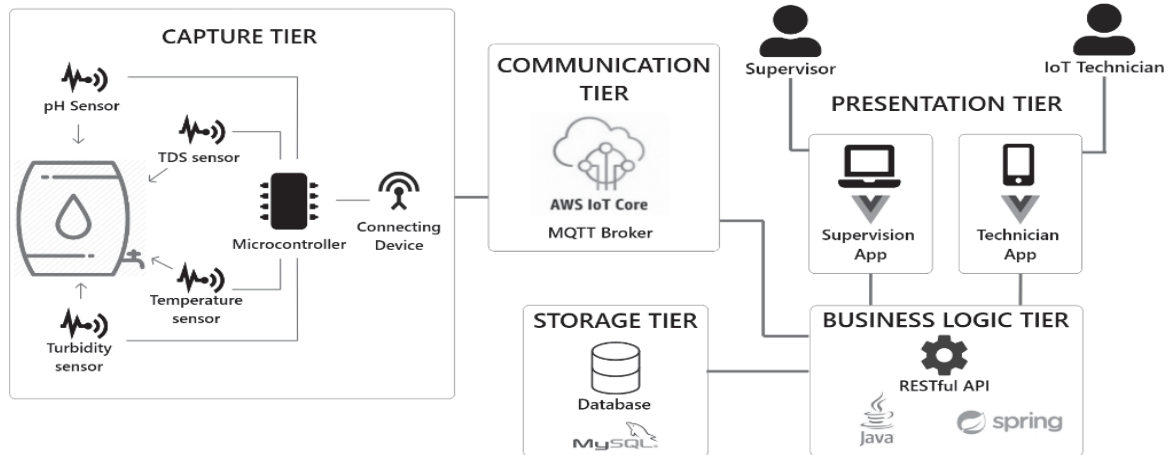 CAPTURE TIER
pH Sensor
TDS sensor
Microcontroller
Connecting
Device
Temperature
sensor
Turbidity
sensor
COMMUNICATION
TIER
AWS IoT Core
MQTT Broker
Supervisor
IoT Technician
PRESENTATION TIER
Supervision
App
Technician
App
STORAGE TIER
Database
MySQL
BUSINESS LOGIC TIER
RESTful API
Java
spring